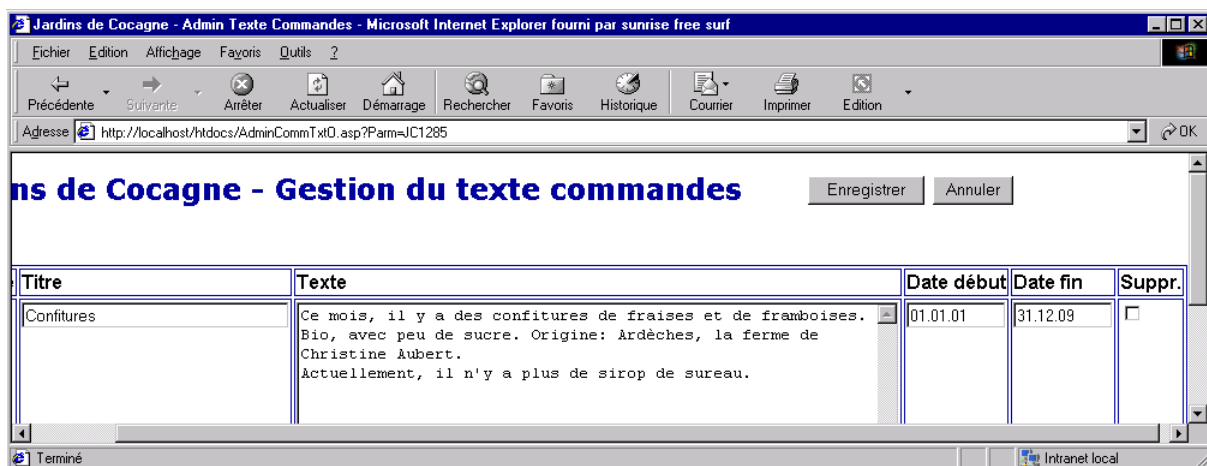 Jardins de Cocagne - Admin Texte Commandes - Microsoft Internet Explorer fourni par sunrise free surf
Fichier Edition Affichage Favoris Outils ?
Précédente Suivante Arrêter Actualiser Démarrage Rechercher Favoris Historique Courrier Imprimer Edition
Adresse http://localhost/htdocs/AdminCommTxtO.asp?Parm=JC1285 OK
ns de Cocagne - Gestion du texte commandes Enregistrer Annuler
Titre Texte Date début Date fin Suppr.
Confitures Ce mois, il y a des confitures de fraises et de framboises. 01.01.01 31.12.09
Bio, avec peu de sucre. Origine: Ardèches, la ferme de
Christine Aubert.
Actuellement, il n'y a plus de sirop de sureau.
Terminé Intranet local